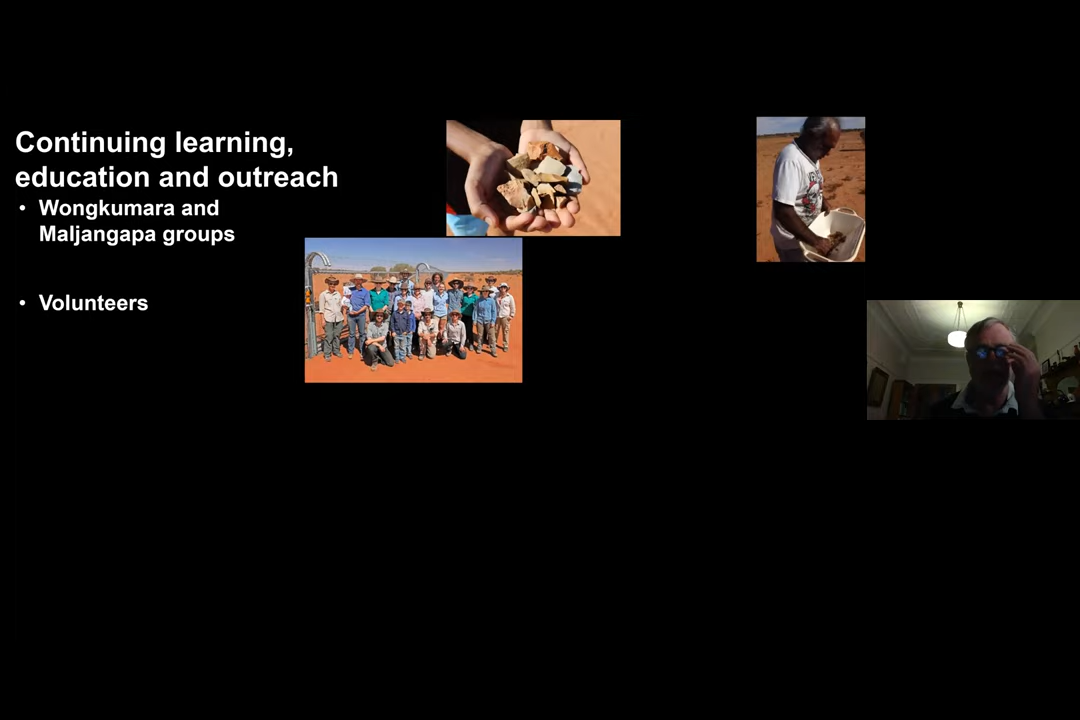 Continuing learning,
education and outreach
• Wongkumara and
Maljangapa groups
• Volunteers